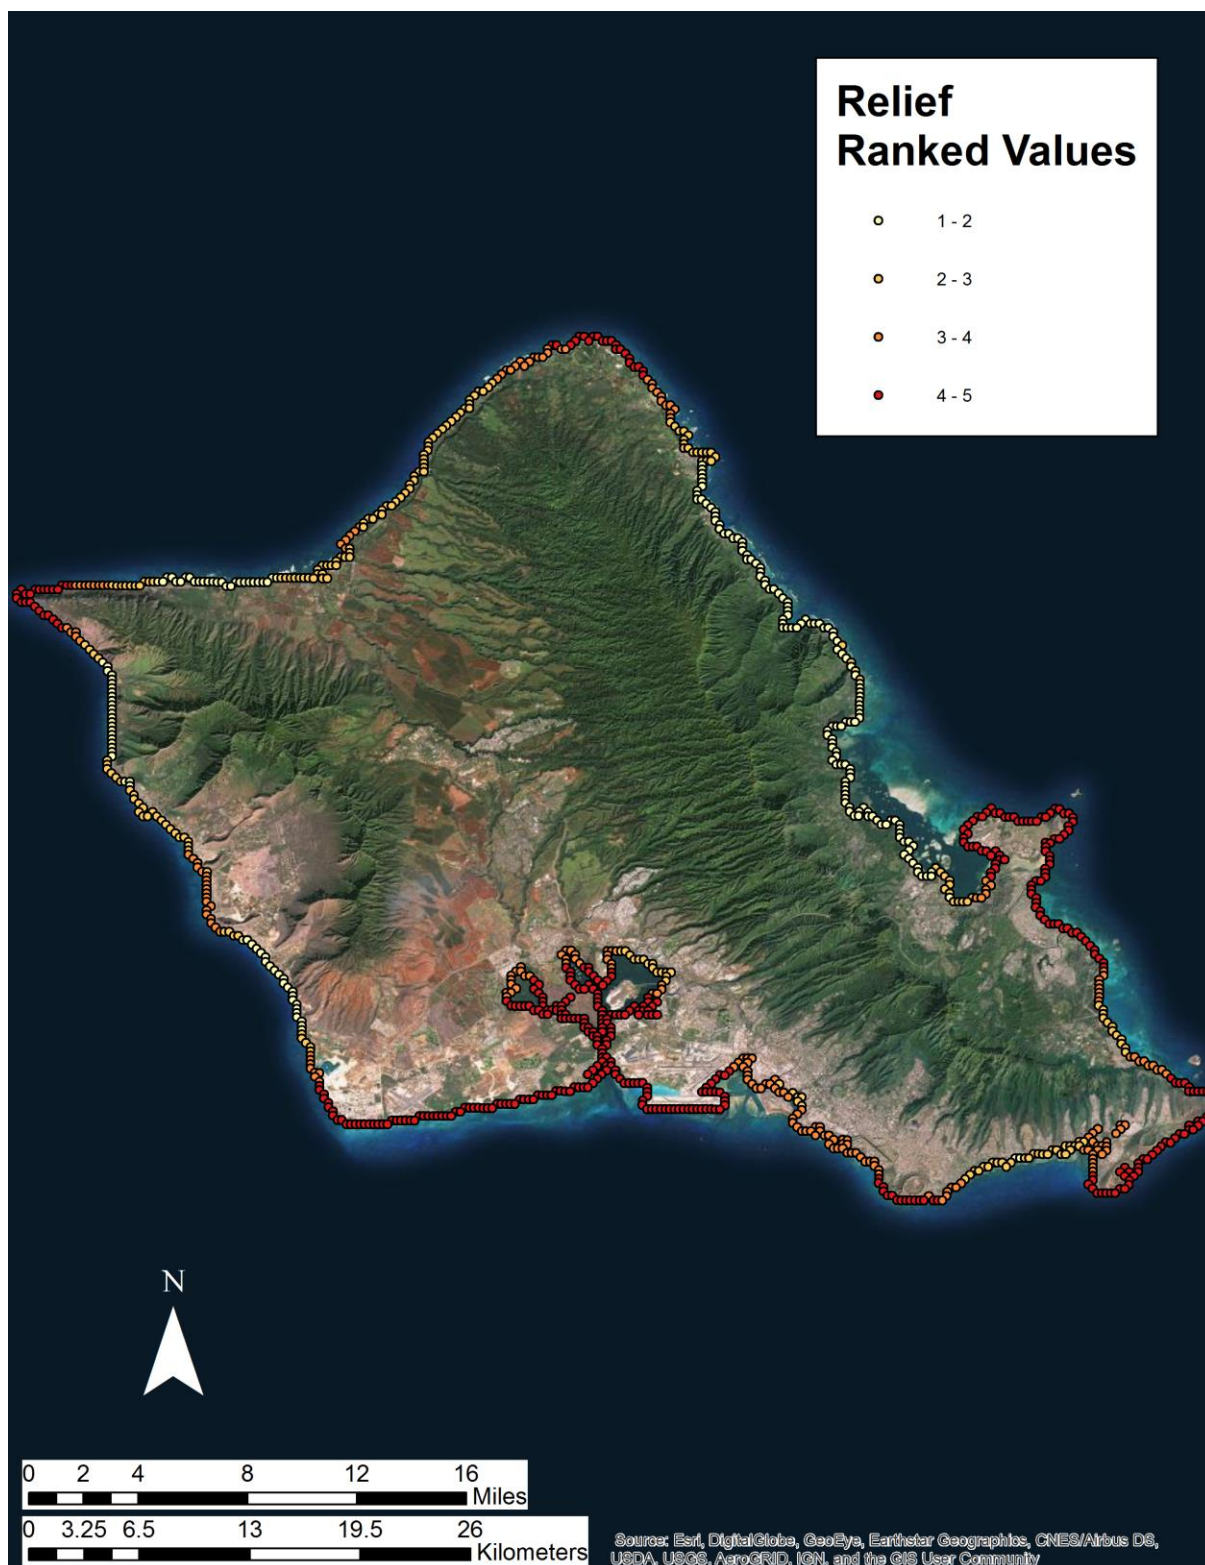 Relief
Ranked Values
1 - 2
2 - 3
3 - 4
4 - 5
N
0 2 4 8 12 16
Miles
0 3.25 6.5 13 19.5 26
Kilometers
Source: Esri, DigitalGlobe, GeoEye, Earthstar Geographics, CNES/Airbus DS,
USDA, USGS, AeroGRID, IGN, and the GIS User Community